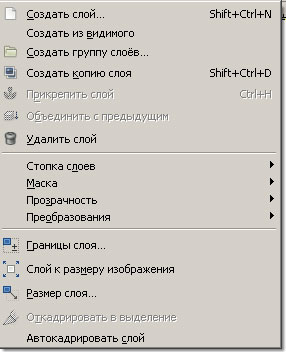 Создать слой... Shift+Ctrl+N
Создать из видимого
Создать группу слоёв...
Создать копию слоя Shift+Ctrl+D
Прикрепить слой Ctrl+H
Объединить с предыдущим
Удалить слой
Стопка слоев
Маска
Прозрачность
Преобразования
Границы слоя...
Слой к размеру изображения
Размер слоя...
Откадрировать в выделение
Автокадрировать слой